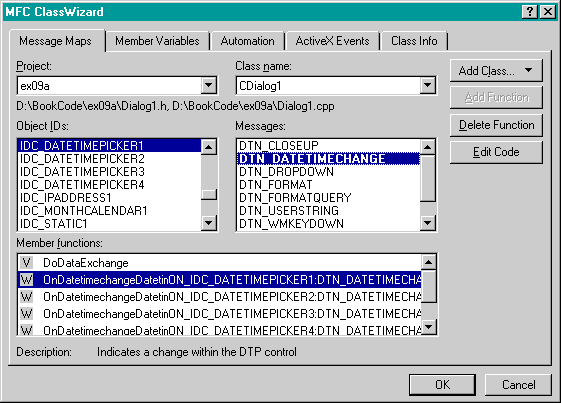 MFC ClassWizard
Message Maps Member Variables Automation ActiveX Events Class Info
Project: Class name: Add Class...
ex09a CDialog1
Add Function
D:\BookCode\ex09a\Dialog1.h, D:\BookCode\ex09a\Dialog1.cpp
Object IDs: Messages: Delete Function
IDC_DATETIMEPICKER1 DTN_CLOSEUP
IDC_DATETIMEPICKER2 DTN_DATETIMECHANGE Edit Code
IDC_DATETIMEPICKER3 DTN_DROPDOWN
IDC_DATETIMEPICKER4 DTN_FORMAT
IDC_IPADDRESS1 DTN_FORMATQUERY
IDC_MONTHCALENDAR1 DTN_USERSTRING
IDC_STATIC1 DTN_WMKEYDOWN
Member functions:
V DoDataExchange
W OnDatetimechangeDatetinON_IDC_DATETIMEPICKER1:DTN_DATETIMECHA
W OnDatetimechangeDatetinON_IDC_DATETIMEPICKER2:DTN_DATETIMECHA
W OnDatetimechangeDatetinON_IDC_DATETIMEPICKER3:DTN_DATETIMECHA
W OnDatetimechangeDatetinON_IDC_DATETIMEPICKER4:DTN_DATETIMECHA
Description: Indicates a change within the DTP control
OK Cancel